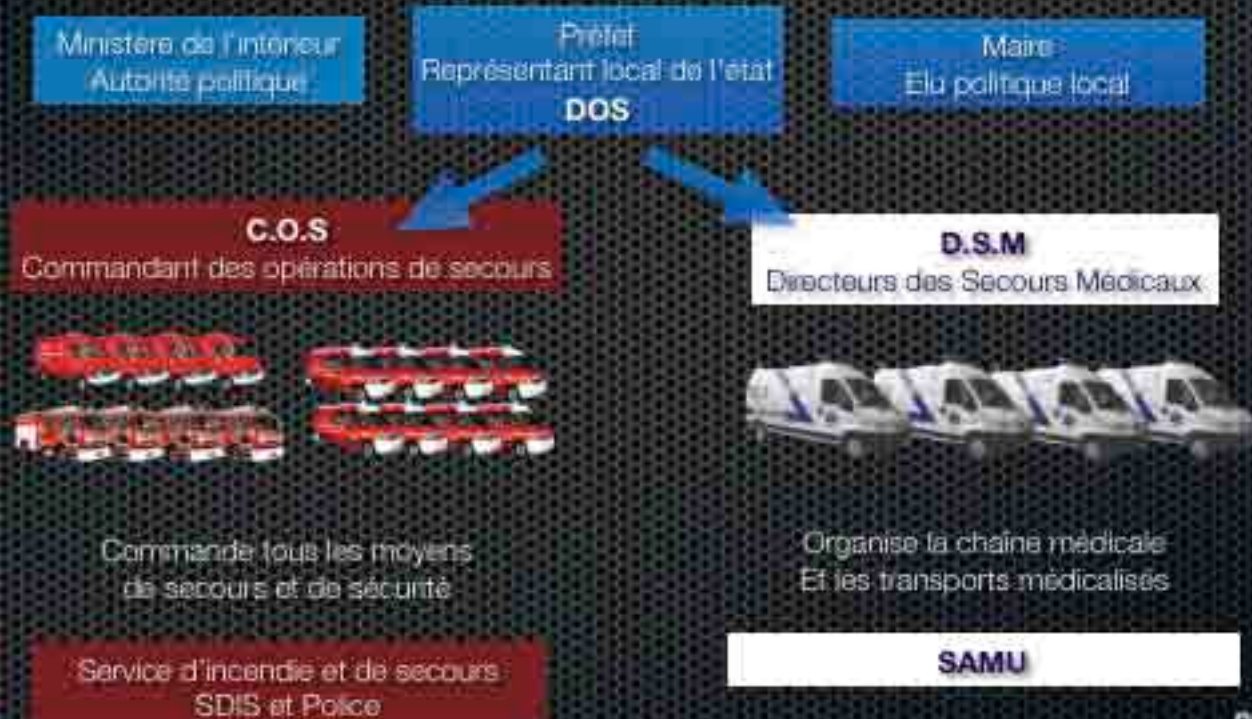 Ministère de l'intérieur
Autorité politique
Préfet
Représentant local de l'état
DOS
Maire
Elu politique local
C.O.S
Commandant des opérations de secours
D.S.M
Directeurs des Secours Médicaux
Commande tous les moyens
de secours et de sécurité
Organise la chaîne médicale
Et les transports médicalisés
Service d'incendie et de secours
SDIS et Police
SAMU